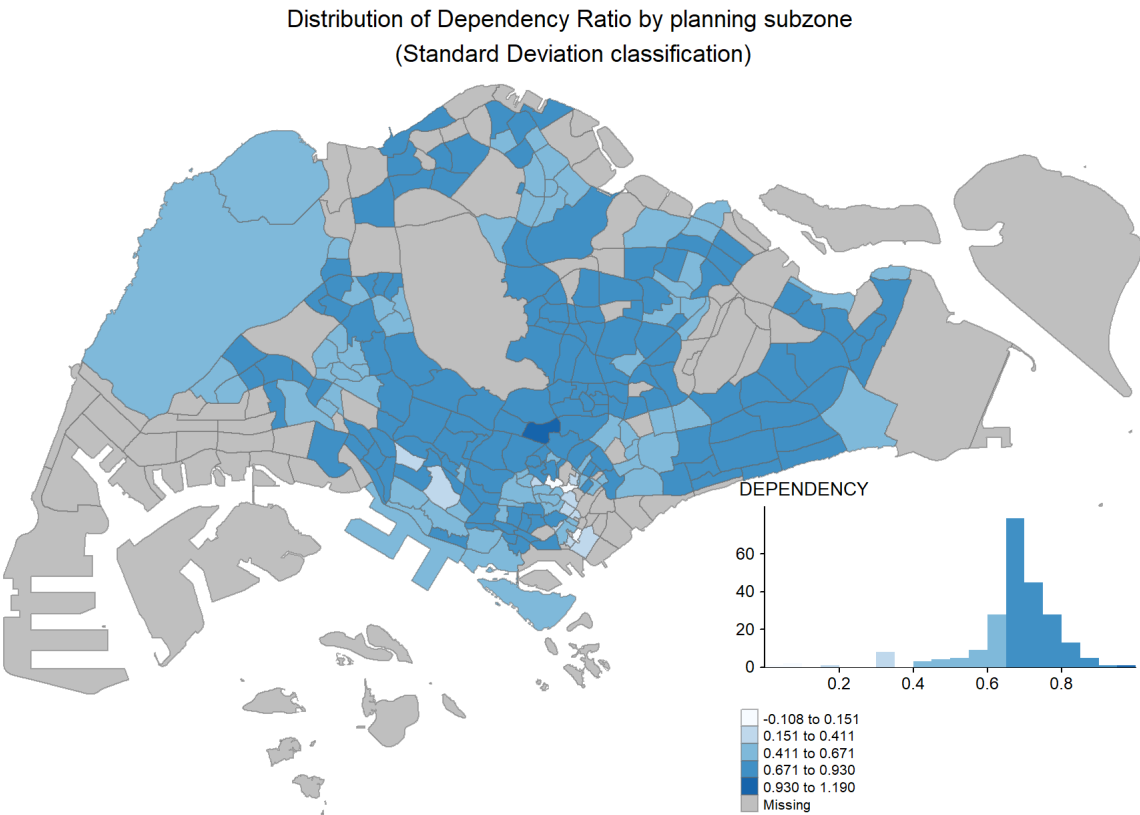 Distribution of Dependency Ratio by planning subzone
(Standard Deviation classification)
DEPENDENCY
60
40
20
0
0.2 0.4 0.6 0.8
-0.108 to 0.151
0.151 to 0.411
0.411 to 0.671
0.671 to 0.930
0.930 to 1.190
Missing